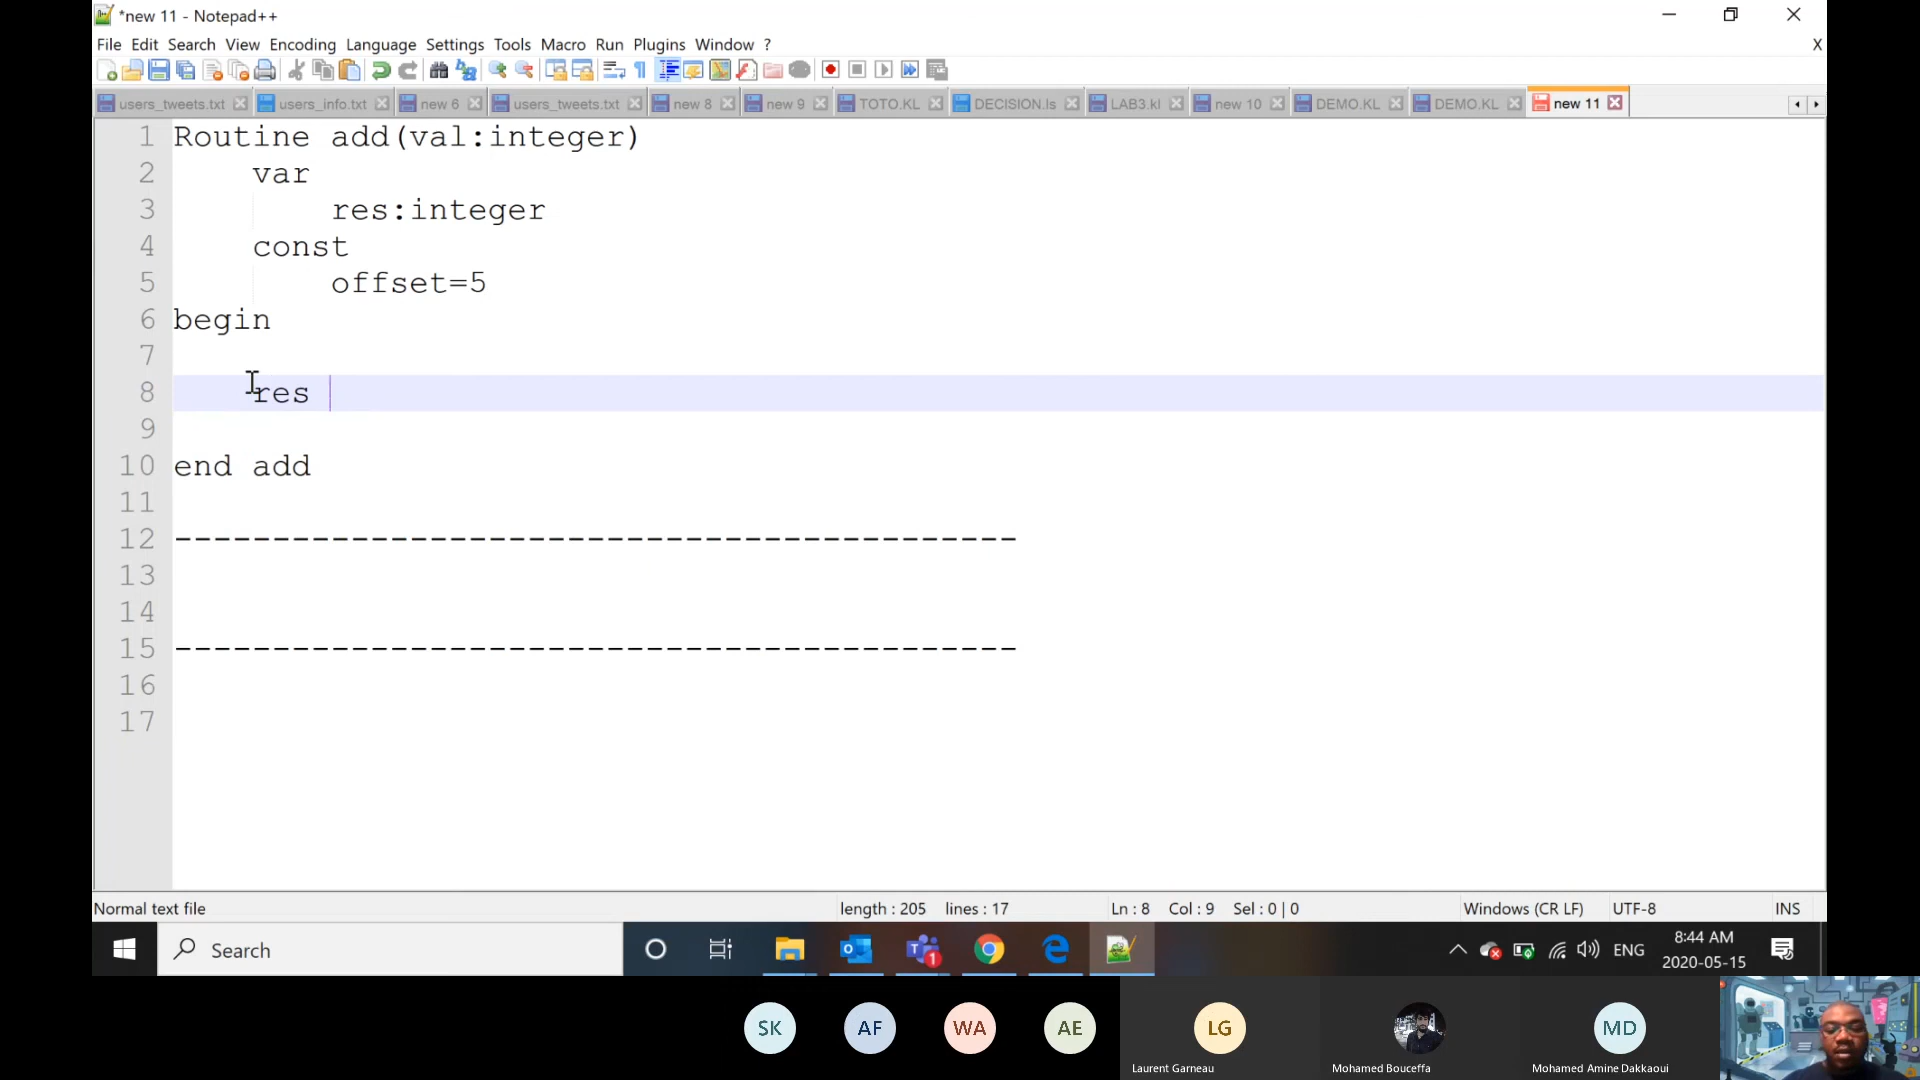 *new 11 - Notepad++
File Edit Search View Encoding Language Settings Tools Macro Run Plugins Window ? X
users_tweets.txt users_info.txt new 6 users_tweets.txt new 8 new 9 TOTO.KL DECISION.ls LAB3.kl new 10 DEMO.KL DEMO.KL new 11
1 Routine add(val:integer)
2 var
3 res:integer
4 const
5 offset=5
6 begin
7
8 res
9
10 end add
11
12 -------------------------------------------
13
14
15 -------------------------------------------
16
17
Normal text file length : 205 lines : 17 Ln : 8 Col : 9 Sel : 0 | 0 Windows (CR LF) UTF-8 INS
Search ENG 8:44 AM
2020-05-15
SK AF WA AE LG MD
Laurent Garneau Mohamed Bouceffa Mohamed Amine Dakkaoui